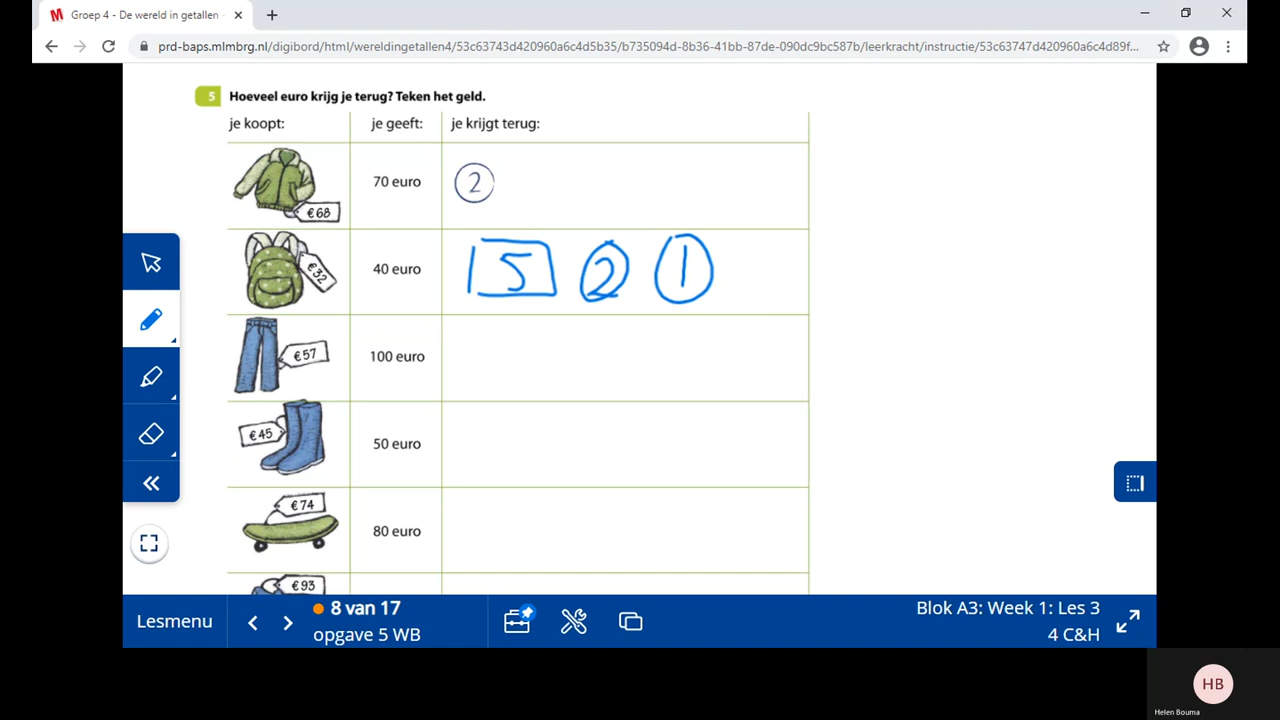 Groep 4 - De wereld in getallen -
prd-baps.mlmbrg.nl/digibord/html/wereldingetallen4/53c63743d420960a6c4d5b35/b735094d-8b36-41bb-87de-090dc9bc587b/leerkracht/instructie/53c63747d420960a6c4d89f...
5 Hoeveel euro krijg je terug? Teken het geld.
je koopt: je geeft: je krijgt terug:
€68 70 euro 2
€32 40 euro 5 2 1
€57 100 euro
€45 50 euro
€74 80 euro
€93
Lesmenu 8 van 17 Blok A3: Week 1: Les 3
opgave 5 WB 4 C&H
HB
Helen Bouma